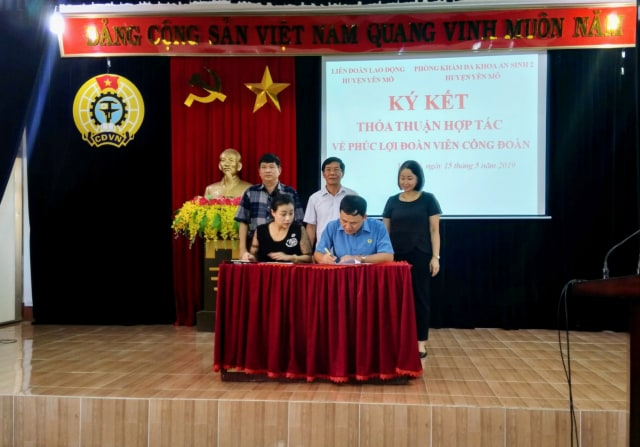 ĐẢNG CỘNG SẢN VIỆT NAM QUANG VINH MUÔN NĂM
LIÊN ĐOÀN LAO ĐỘNG
HUYỆN YÊN MÔ
PHÒNG KHÁM ĐA KHOA AN SINH 2
HUYỆN YÊN MÔ
KÝ KẾT
THỎA THUẬN HỢP TÁC
VỀ PHÚC LỢI ĐOÀN VIÊN CÔNG ĐOÀN
ngày 15 tháng 5 năm 2019
CĐVN